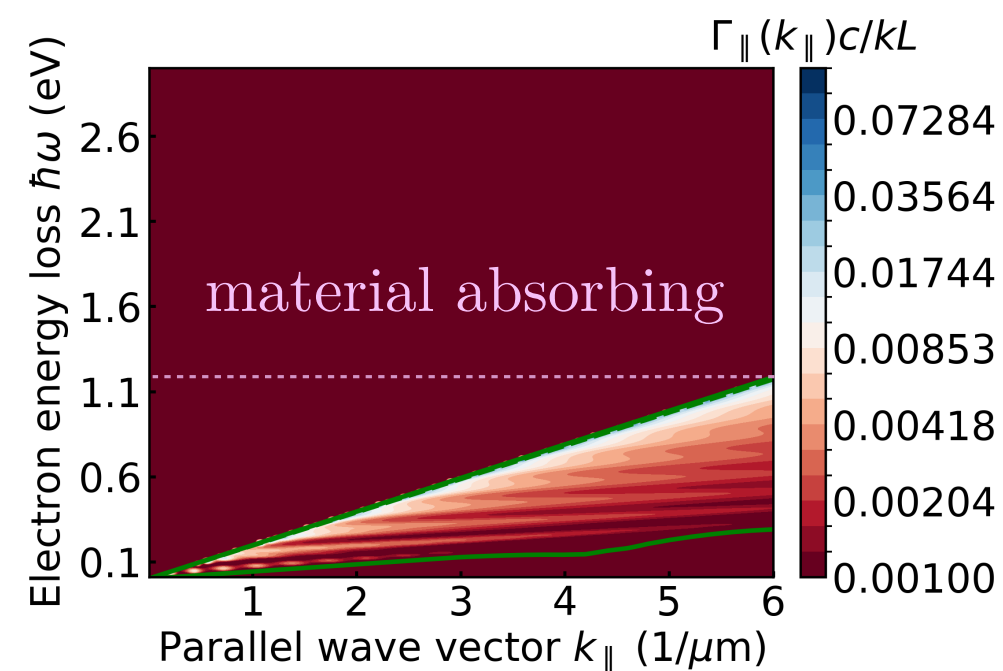 Γ∥(k∥)c/kL
Electron energy loss ħω (eV)
2.6
2.1
1.6
1.1
0.6
0.1
material absorbing
0.07284
0.03564
0.01744
0.00853
0.00418
0.00204
0.00100
1 2 3 4 5 6
Parallel wave vector k∥ (1/μm)